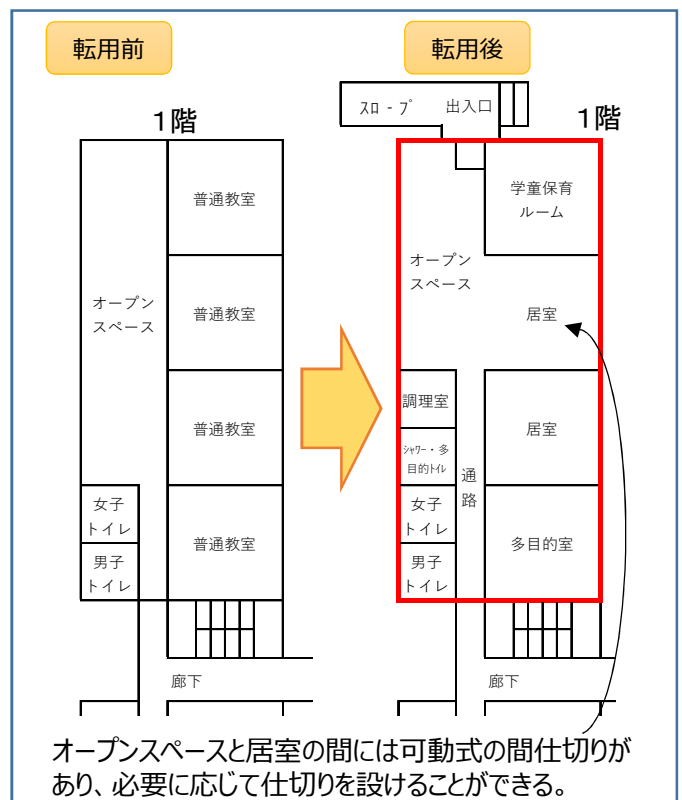 転用前
1階
普通教室
普通教室
オープン
スペース
普通教室
女子
トイレ
普通教室
男子
トイレ
廊下
転用後
スロープ
出入口
1階
学童保育
ルーム
オープン
スペース
居室
調理室
居室
シャワー・多
目的トイレ
通
路
女子
トイレ
多目的室
男子
トイレ
廊下
オープンスペースと居室の間には可動式の間仕切りが
あり、必要に応じて仕切りを設けることができる。